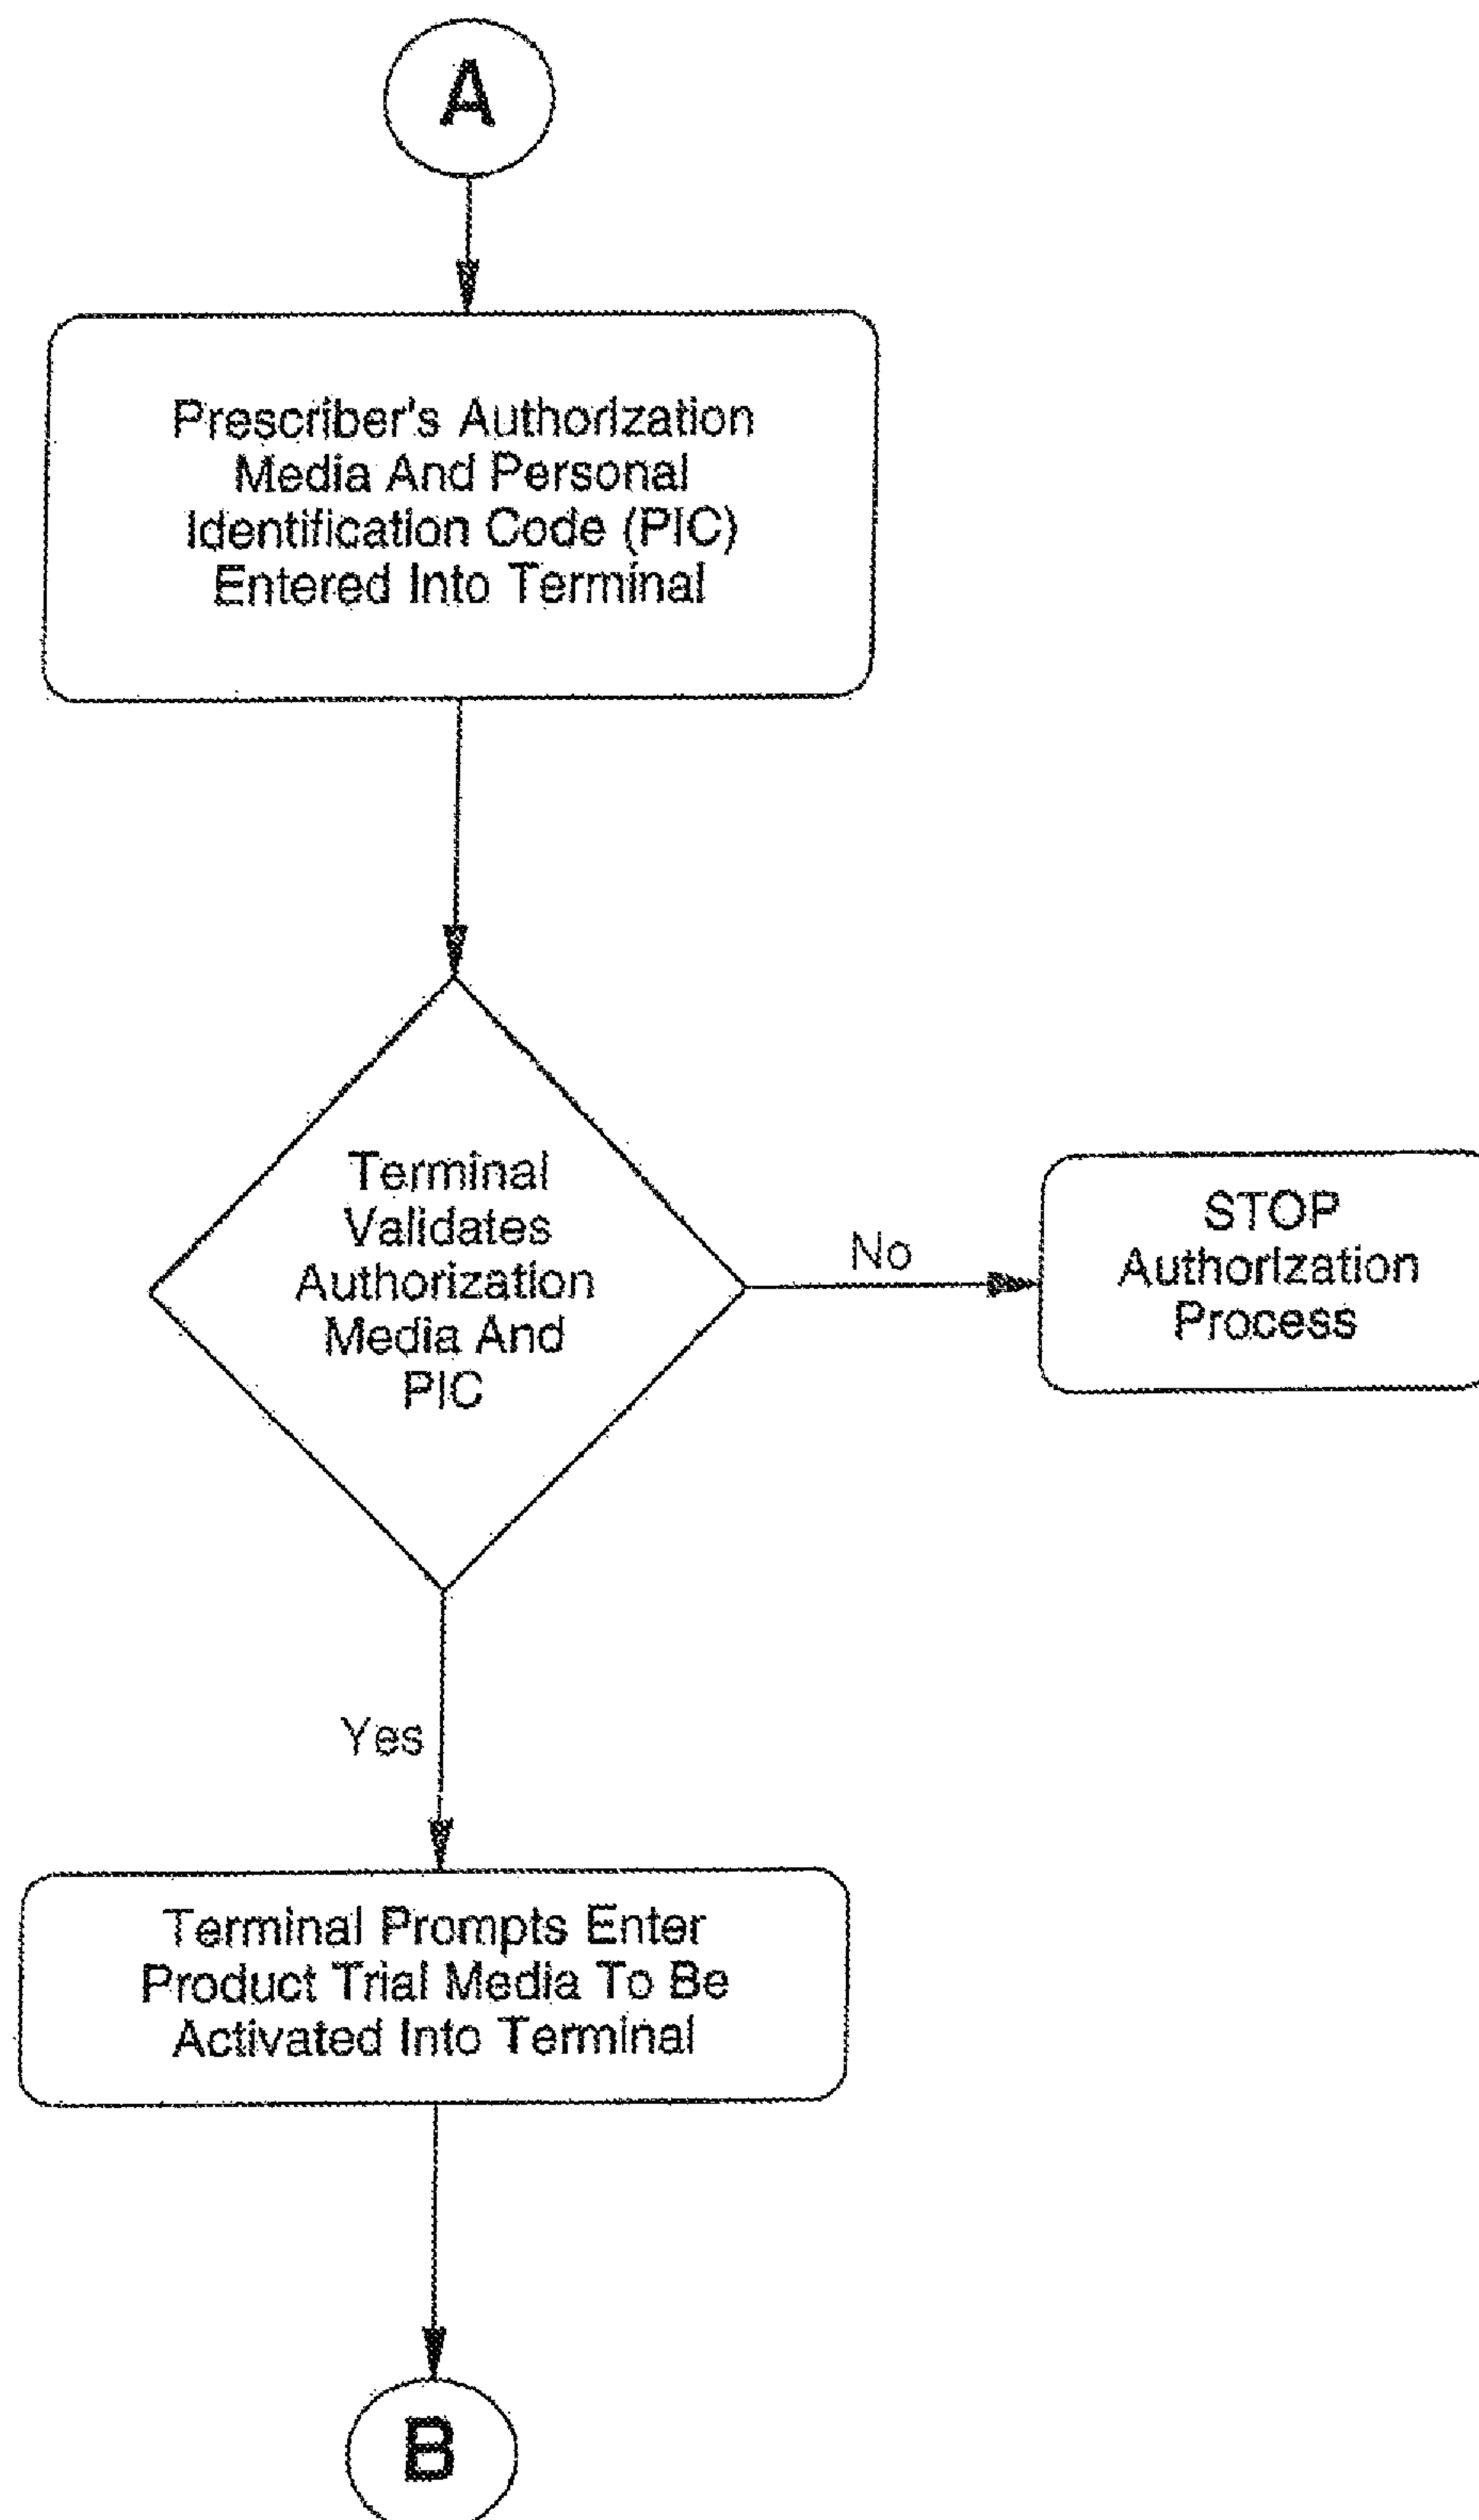 A
Prescriber's Authorization
Media And Personal
Identification Code (PIC)
Entered Into Terminal
Terminal
Validates
Authorization
Media And
PIC
No
STOP
Authorization
Process
Yes
Terminal Prompts Enter
Product Trial Media To Be
Activated Into Terminal
B